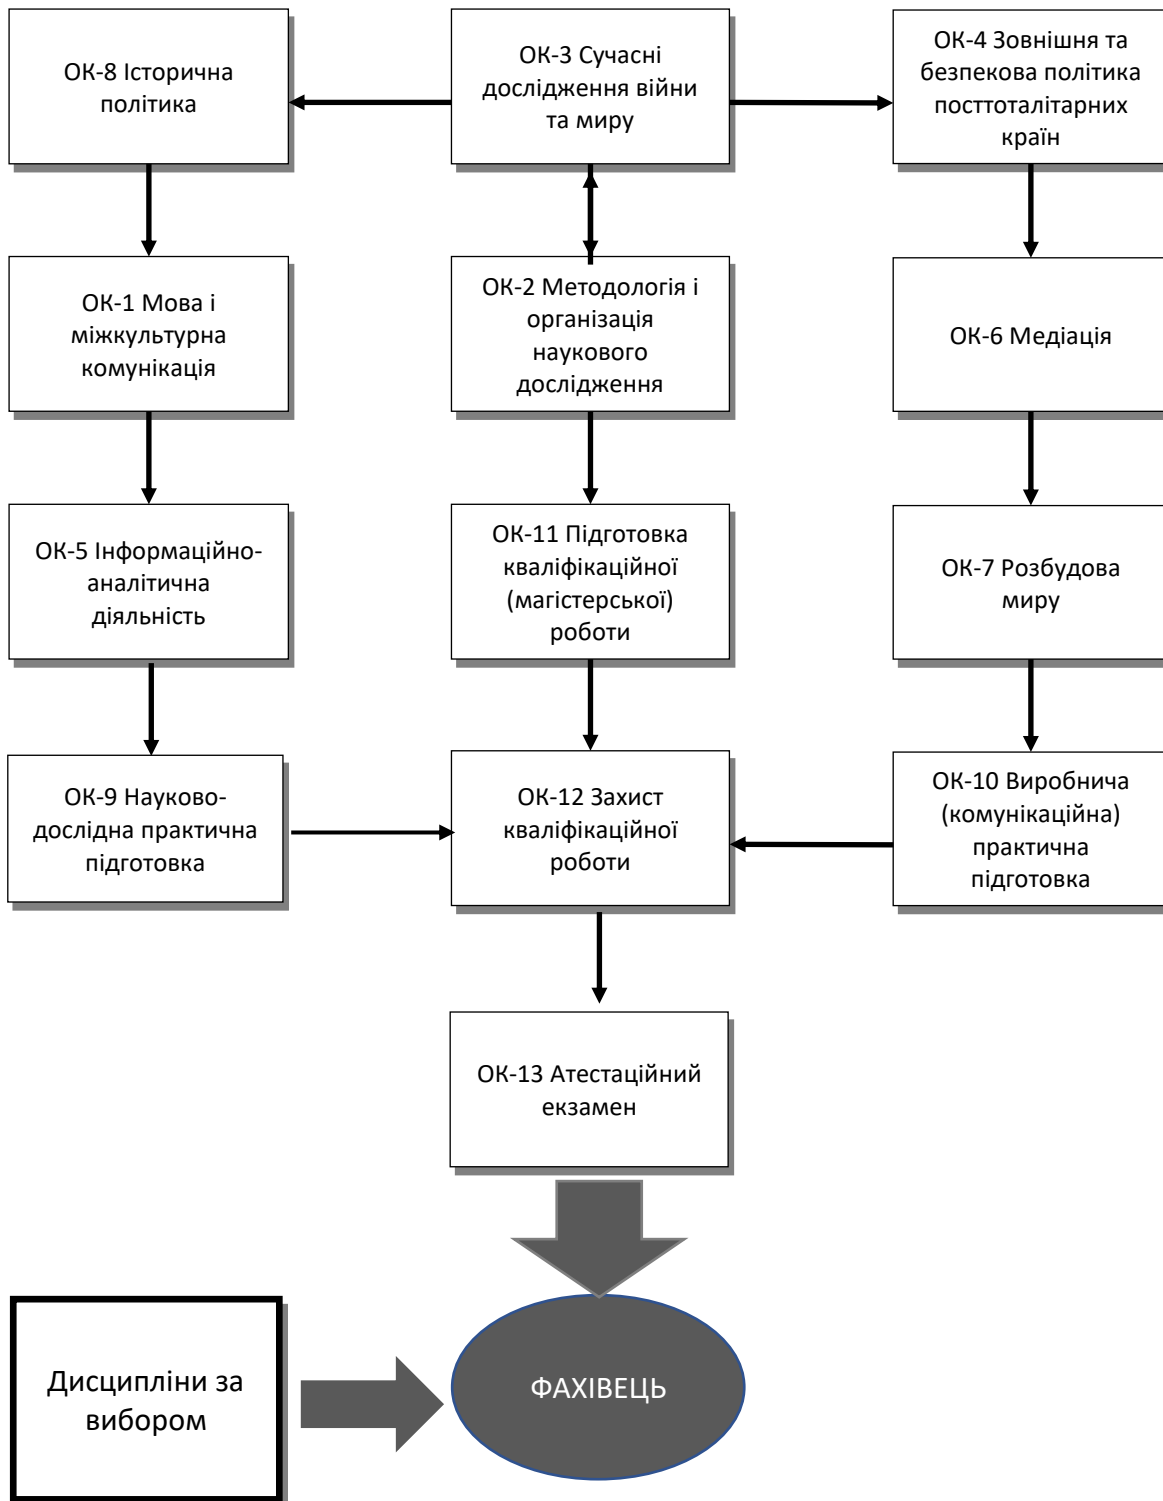 ОК-8 Історична
політика
ОК-3 Сучасні
дослідження війни
та миру
ОК-4 Зовнішня та
безпекова політика
посттоталітарних
країн
ОК-1 Мова і
міжкультурна
комунікація
ОК-2 Методологія і
організація
наукового
дослідження
ОК-6 Медіація
ОК-5 Інформаційно-
аналітична
діяльність
ОК-11 Підготовка
кваліфікаційної
(магістерської)
роботи
ОК-7 Розбудова
миру
ОК-9 Науково-
дослідна практична
підготовка
ОК-12 Захист
кваліфікаційної
роботи
ОК-10 Виробнича
(комунікаційна)
практична
підготовка
ОК-13 Атестаційний
екзамен
Дисципліни за
вибором
ФАХІВЕЦЬ